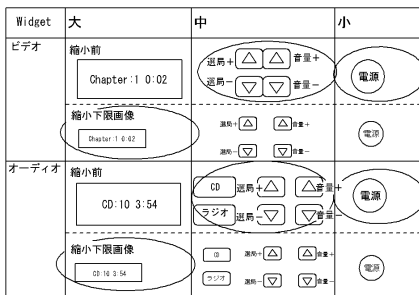 Widget 大 中 小
ビデオ
縮小前
Chapter:1 0:02
選局+ 音量+
選局− 音量−
電源
縮小下限画像
Chapter:1 0:02
選局+ 音量+
選局− 音量−
電源
オーディオ
縮小前
CD:10 3:54
CD 選局+ 音量+
ラジオ 選局− 音量−
電源
縮小下限画像
CD:10 3:54
CD 選局+ 音量+
ラジオ 選局− 音量−
電源